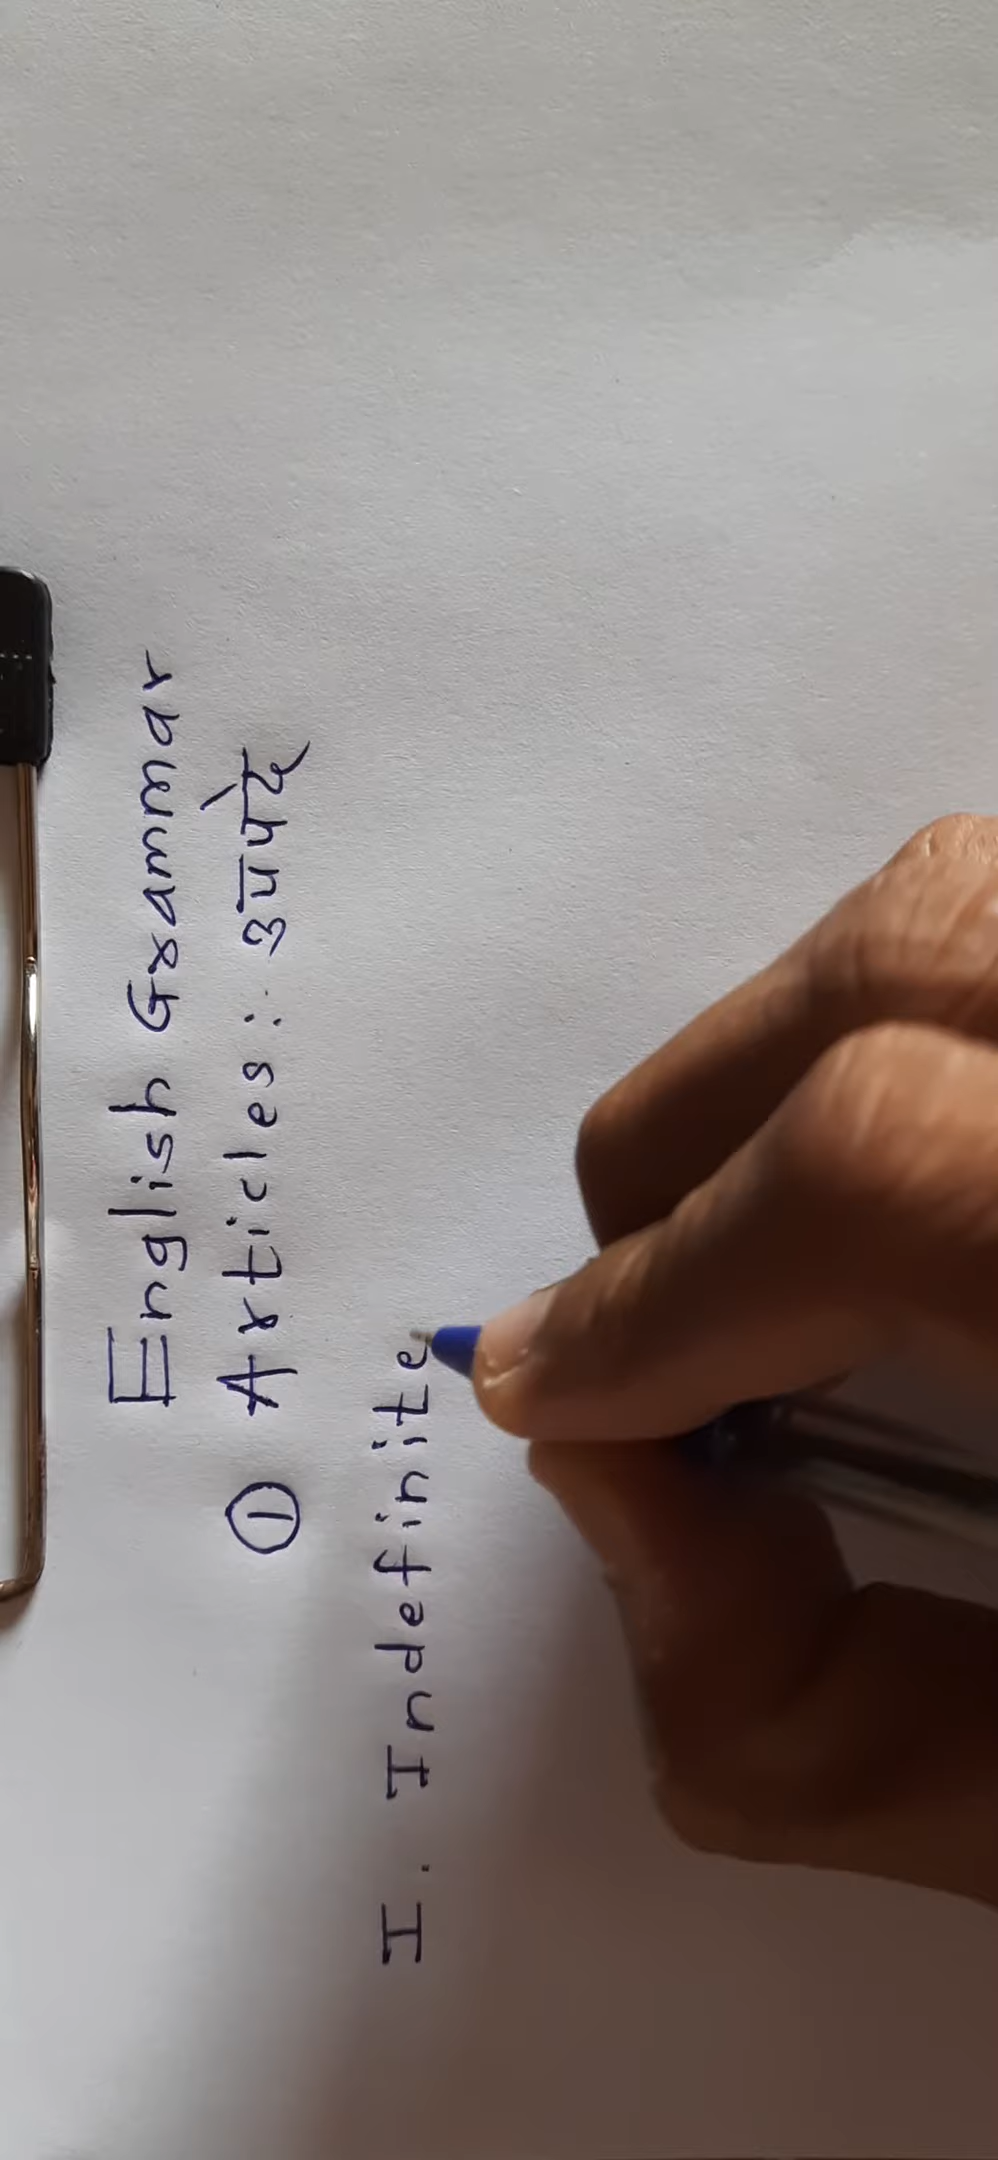 English Grammar
① Articles: उपपदे
I. Indefinite